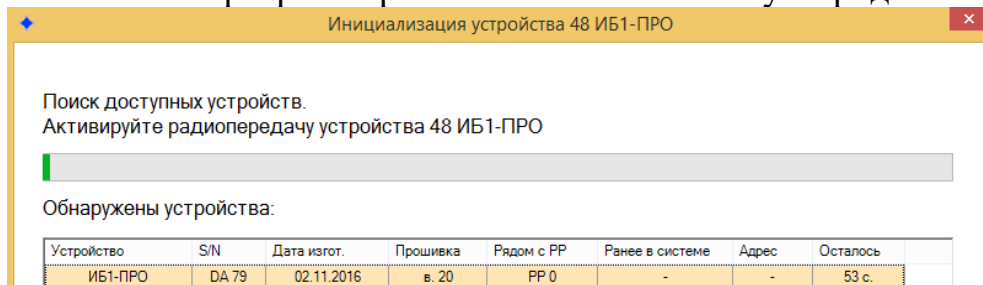 Инициализация устройства 48 ИБ1-ПРО
Поиск доступных устройств.
Активируйте радиопередачу устройства 48 ИБ1-ПРО
Обнаружены устройства:
Устройство S/N Дата изгот. Прошивка Рядом с РР Ранее в системе Адрес Осталось
ИБ1-ПРО DA 79 02.11.2016 в. 20 РР 0 - - 53 с.